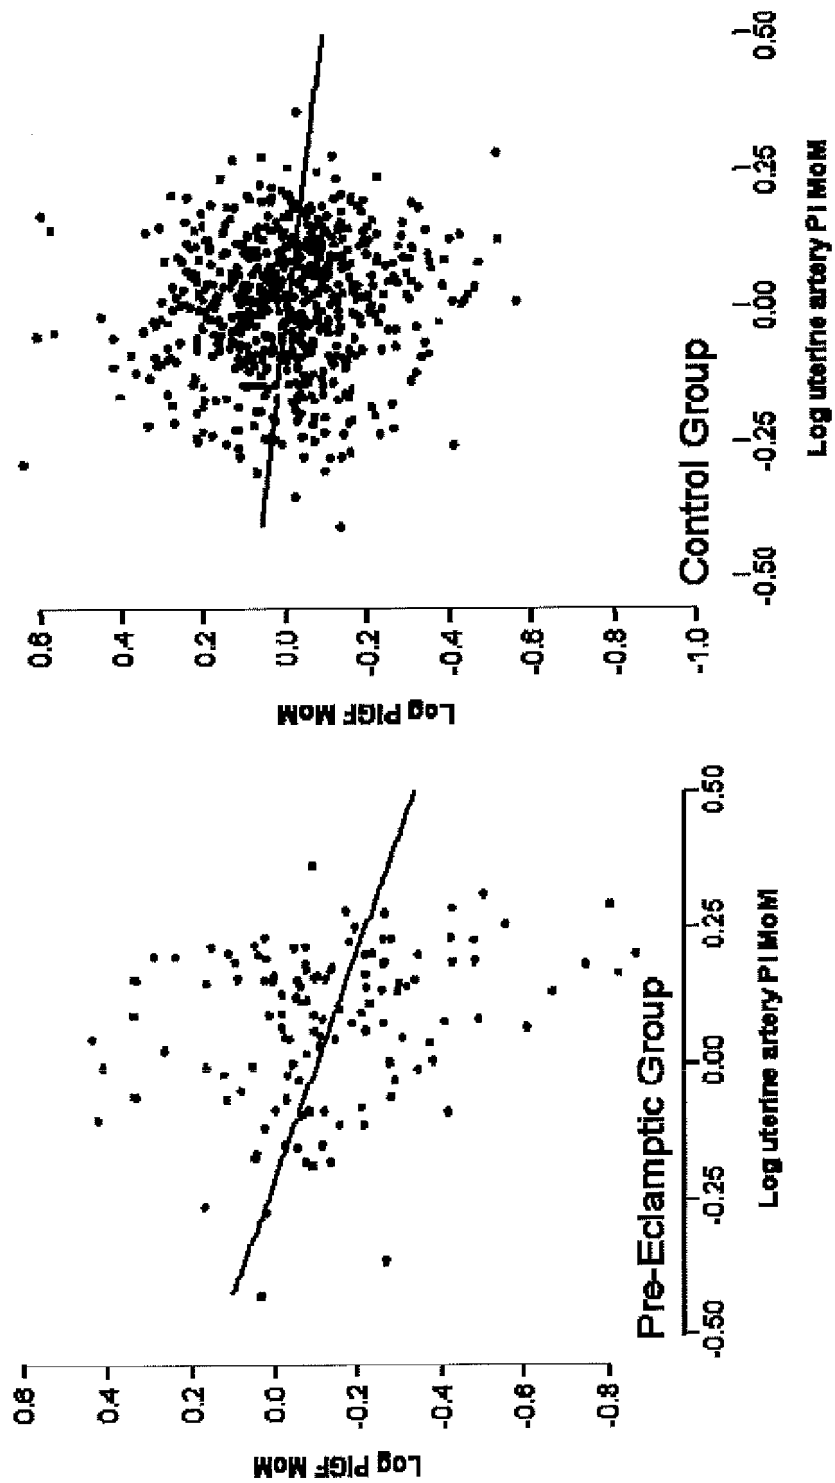 Log PlGF MoM
0.6
0.4
0.2
0.0
-0.2
-0.4
-0.6
-0.8
Pre-Eclamptic Group
-0.50 -0.25 0.00 0.25 0.50
Log uterine artery PI MoM
Log PlGF MoM
0.6
0.4
0.2
0.0
-0.2
-0.4
-0.6
-0.8
-1.0
Control Group
-0.50 -0.25 0.00 0.25 0.50
Log uterine artery PI MoM